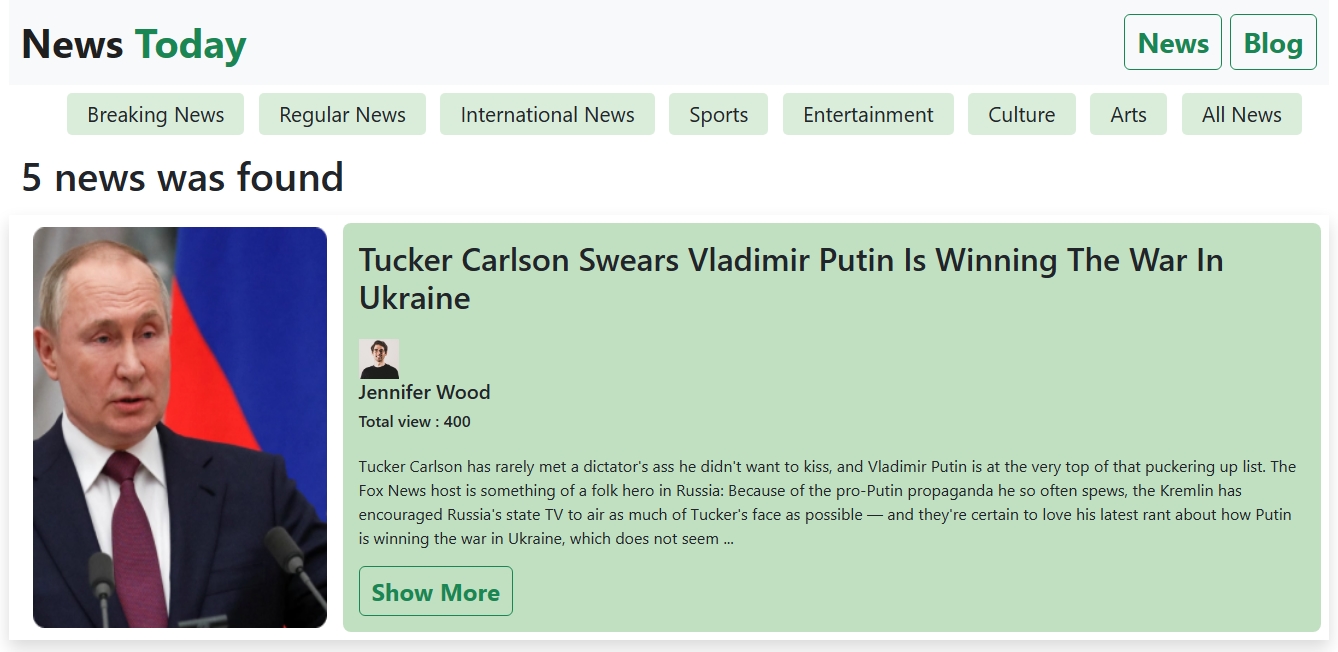 News Today
News Blog
Breaking News Regular News International News Sports Entertainment Culture Arts All News
5 news was found
Tucker Carlson Swears Vladimir Putin Is Winning The War In
Ukraine
Jennifer Wood
Total view : 400
Tucker Carlson has rarely met a dictator's ass he didn't want to kiss, and Vladimir Putin is at the very top of that puckering up list. The
Fox News host is something of a folk hero in Russia: Because of the pro-Putin propaganda he so often spews, the Kremlin has
encouraged Russia's state TV to air as much of Tucker's face as possible — and they're certain to love his latest rant about how Putin
is winning the war in Ukraine, which does not seem ...
Show More